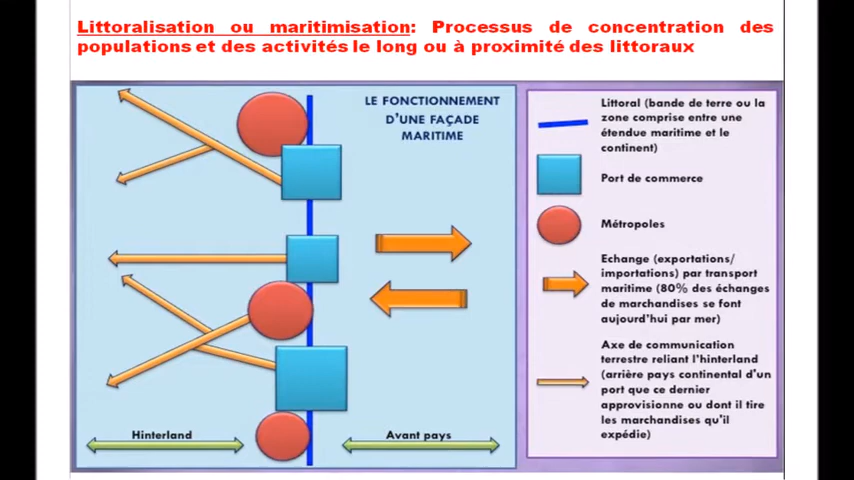 Littoralisation ou maritimisation: Processus de concentration des
populations et des activités le long ou à proximité des littoraux
LE FONCTIONNEMENT
D'UNE FAÇADE
MARITIME
Hinterland
Avant pays
Littoral (bande de terre ou la
zone comprise entre une
étendue maritime et le
continent)
Port de commerce
Métropoles
Echange (exportations/
importations) par transport
maritime (80% des échanges
de marchandises se font
aujourd'hui par mer)
Axe de communication
terrestre reliant l'hinterland
(arrière pays continental d'un
port que ce dernier
approvisionne ou dont il tire
les marchandises qu'il
expédie)